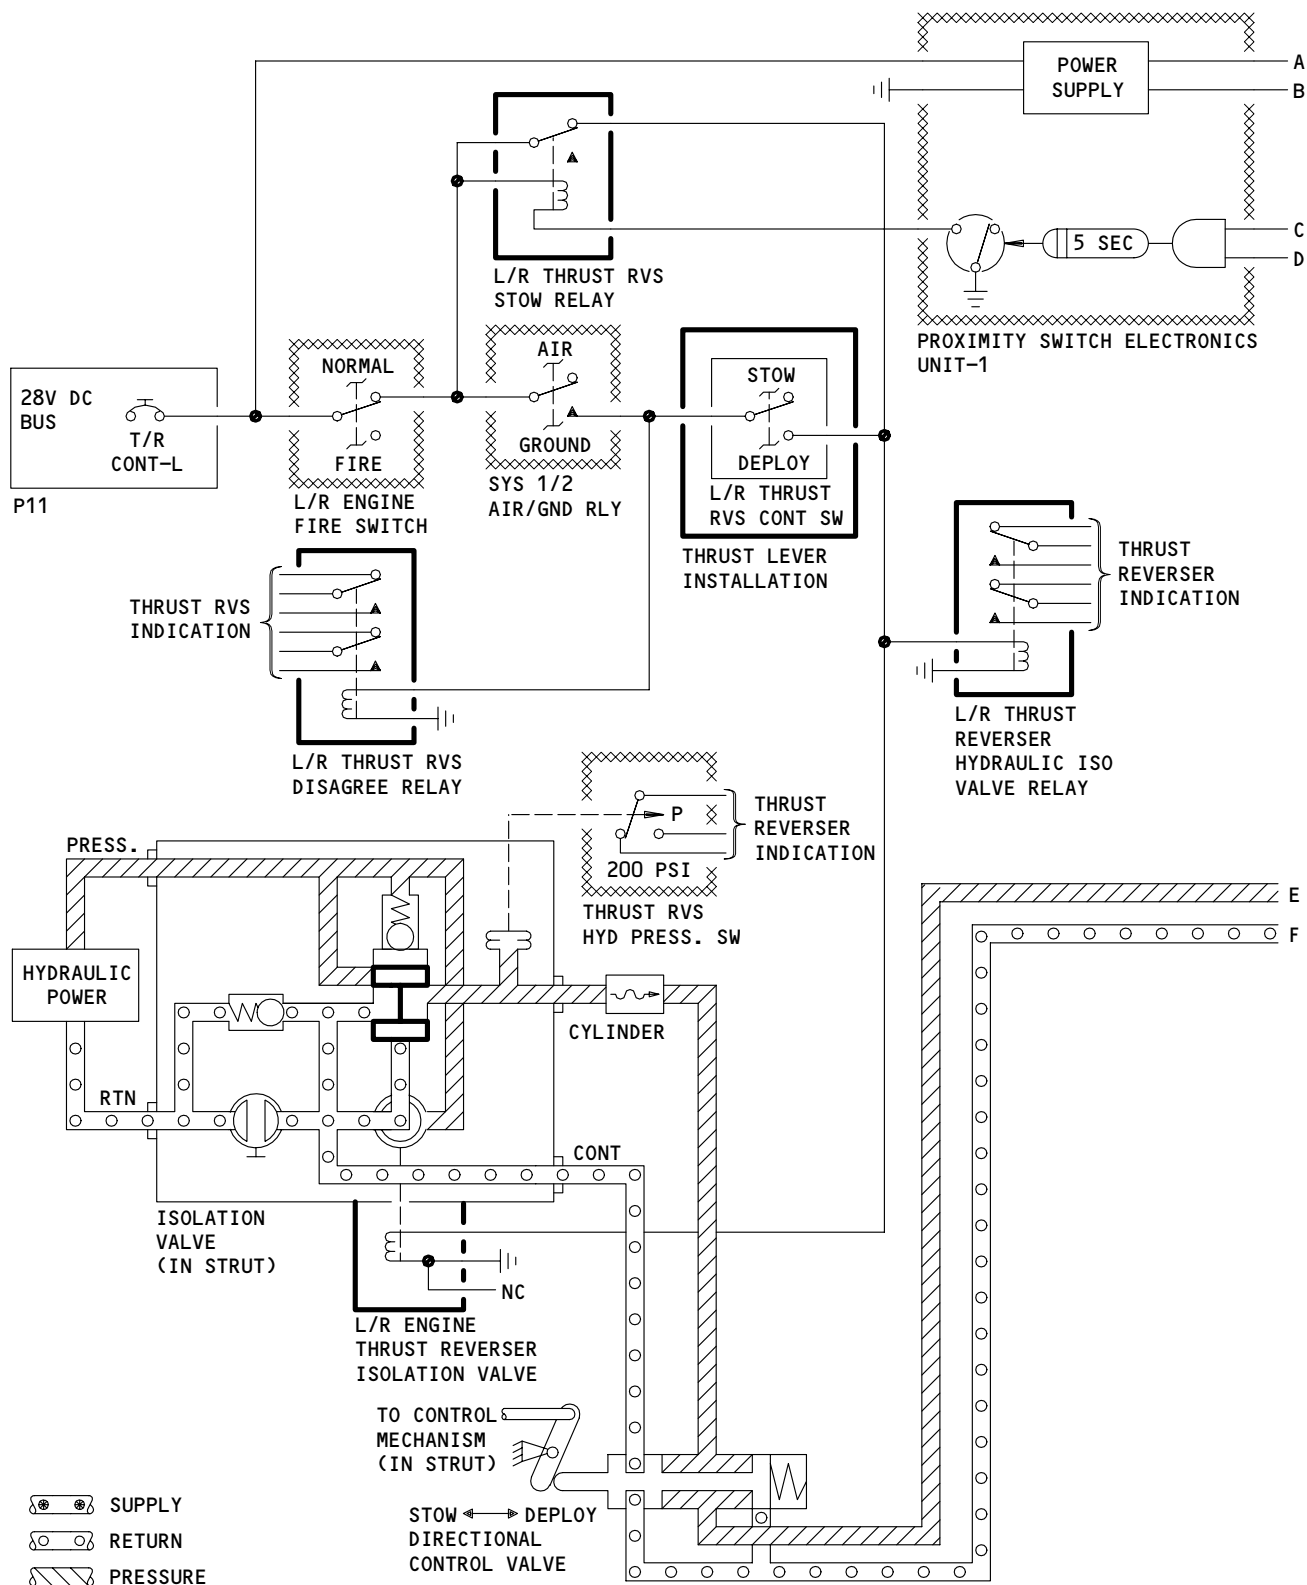 POWER
SUPPLY
A
B
C
D
5 SEC
L/R THRUST RVS
STOW RELAY
PROXIMITY SWITCH ELECTRONICS
UNIT-1
28V DC
BUS
T/R
CONT-L
P11
NORMAL
FIRE
L/R ENGINE
FIRE SWITCH
AIR
GROUND
SYS 1/2
AIR/GND RLY
STOW
DEPLOY
L/R THRUST
RVS CONT SW
THRUST LEVER
INSTALLATION
THRUST RVS
INDICATION
L/R THRUST RVS
DISAGREE RELAY
THRUST
REVERSER
INDICATION
L/R THRUST
REVERSER
HYDRAULIC ISO
VALVE RELAY
P
200 PSI
THRUST
REVERSER
INDICATION
THRUST RVS
HYD PRESS. SW
PRESS.
HYDRAULIC
POWER
RTN
CYLINDER
CONT
E
F
ISOLATION
VALVE
(IN STRUT)
NC
L/R ENGINE
THRUST REVERSER
ISOLATION VALVE
TO CONTROL
MECHANISM
(IN STRUT)
STOW DEPLOY
DIRECTIONAL
CONTROL VALVE
SUPPLY
RETURN
PRESSURE